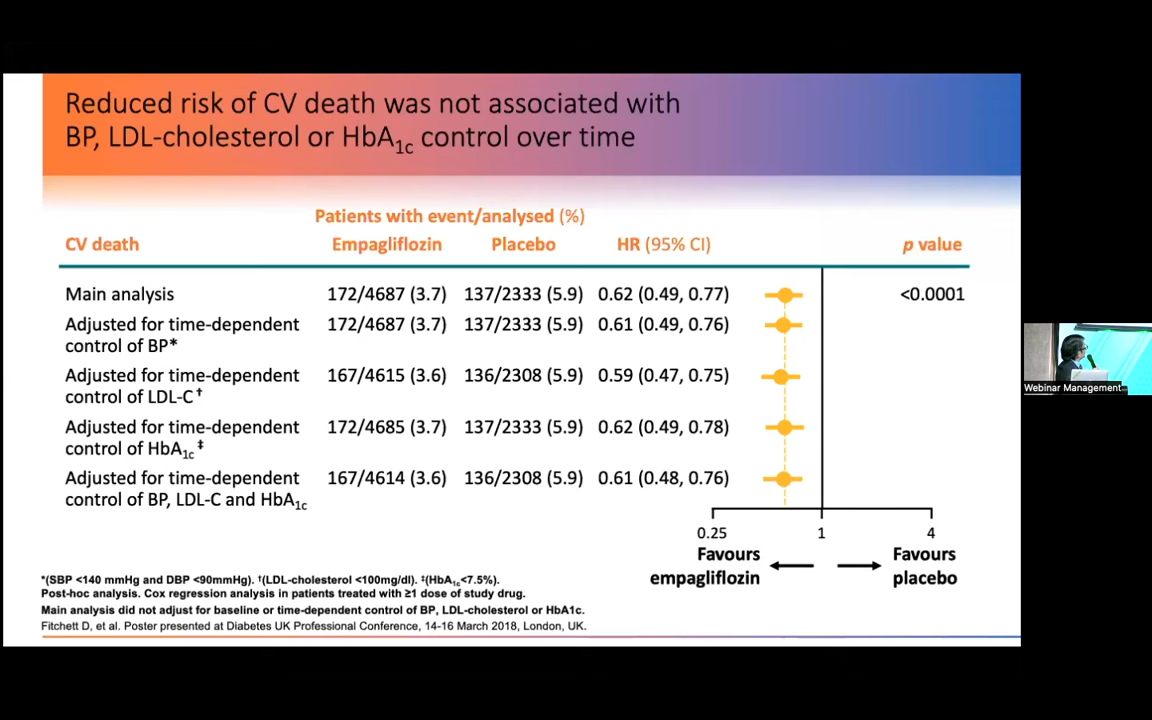 Reduced risk of CV death was not associated with
BP, LDL-cholesterol or HbA1c control over time
Patients with event/analysed (%)
CV death Empagliflozin Placebo HR (95% CI) p value
Main analysis 172/4687 (3.7) 137/2333 (5.9) 0.62 (0.49, 0.77) <0.0001
Adjusted for time-dependent 172/4687 (3.7) 137/2333 (5.9) 0.61 (0.49, 0.76)
control of BP*
Adjusted for time-dependent 167/4615 (3.6) 136/2308 (5.9) 0.59 (0.47, 0.75)
control of LDL-C†
Adjusted for time-dependent 172/4685 (3.7) 137/2333 (5.9) 0.62 (0.49, 0.78)
control of HbA1c‡
Adjusted for time-dependent 167/4614 (3.6) 136/2308 (5.9) 0.61 (0.48, 0.76)
control of BP, LDL-C and HbA1c
0.25 1 4
Favours Favours
empagliflozin placebo
*(SBP <140 mmHg and DBP <90mmHg). †(LDL-cholesterol <100mg/dl). ‡(HbA1c<7.5%).
Post-hoc analysis. Cox regression analysis in patients treated with ≥1 dose of study drug.
Main analysis did not adjust for baseline or time-dependent control of BP, LDL-cholesterol or HbA1c.
Fitchett D, et al. Poster presented at Diabetes UK Professional Conference, 14-16 March 2018, London, UK.
Webinar Management...